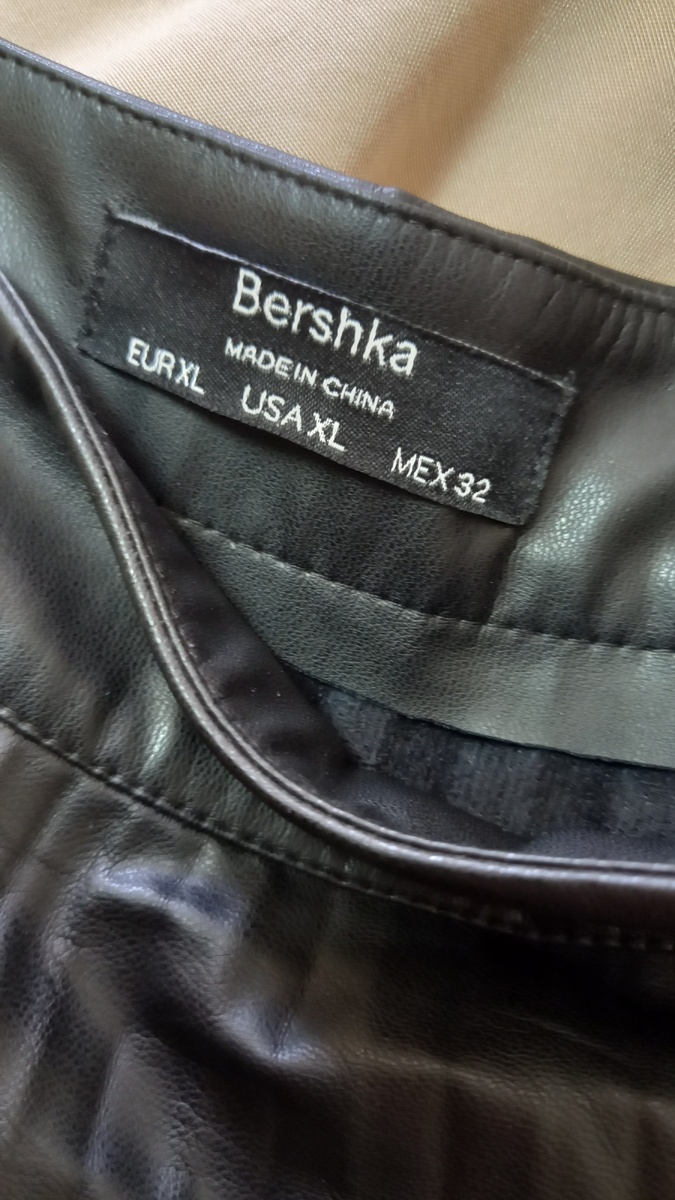 Bershka
MADE IN CHINA
EUR XL USA XL MEX 32